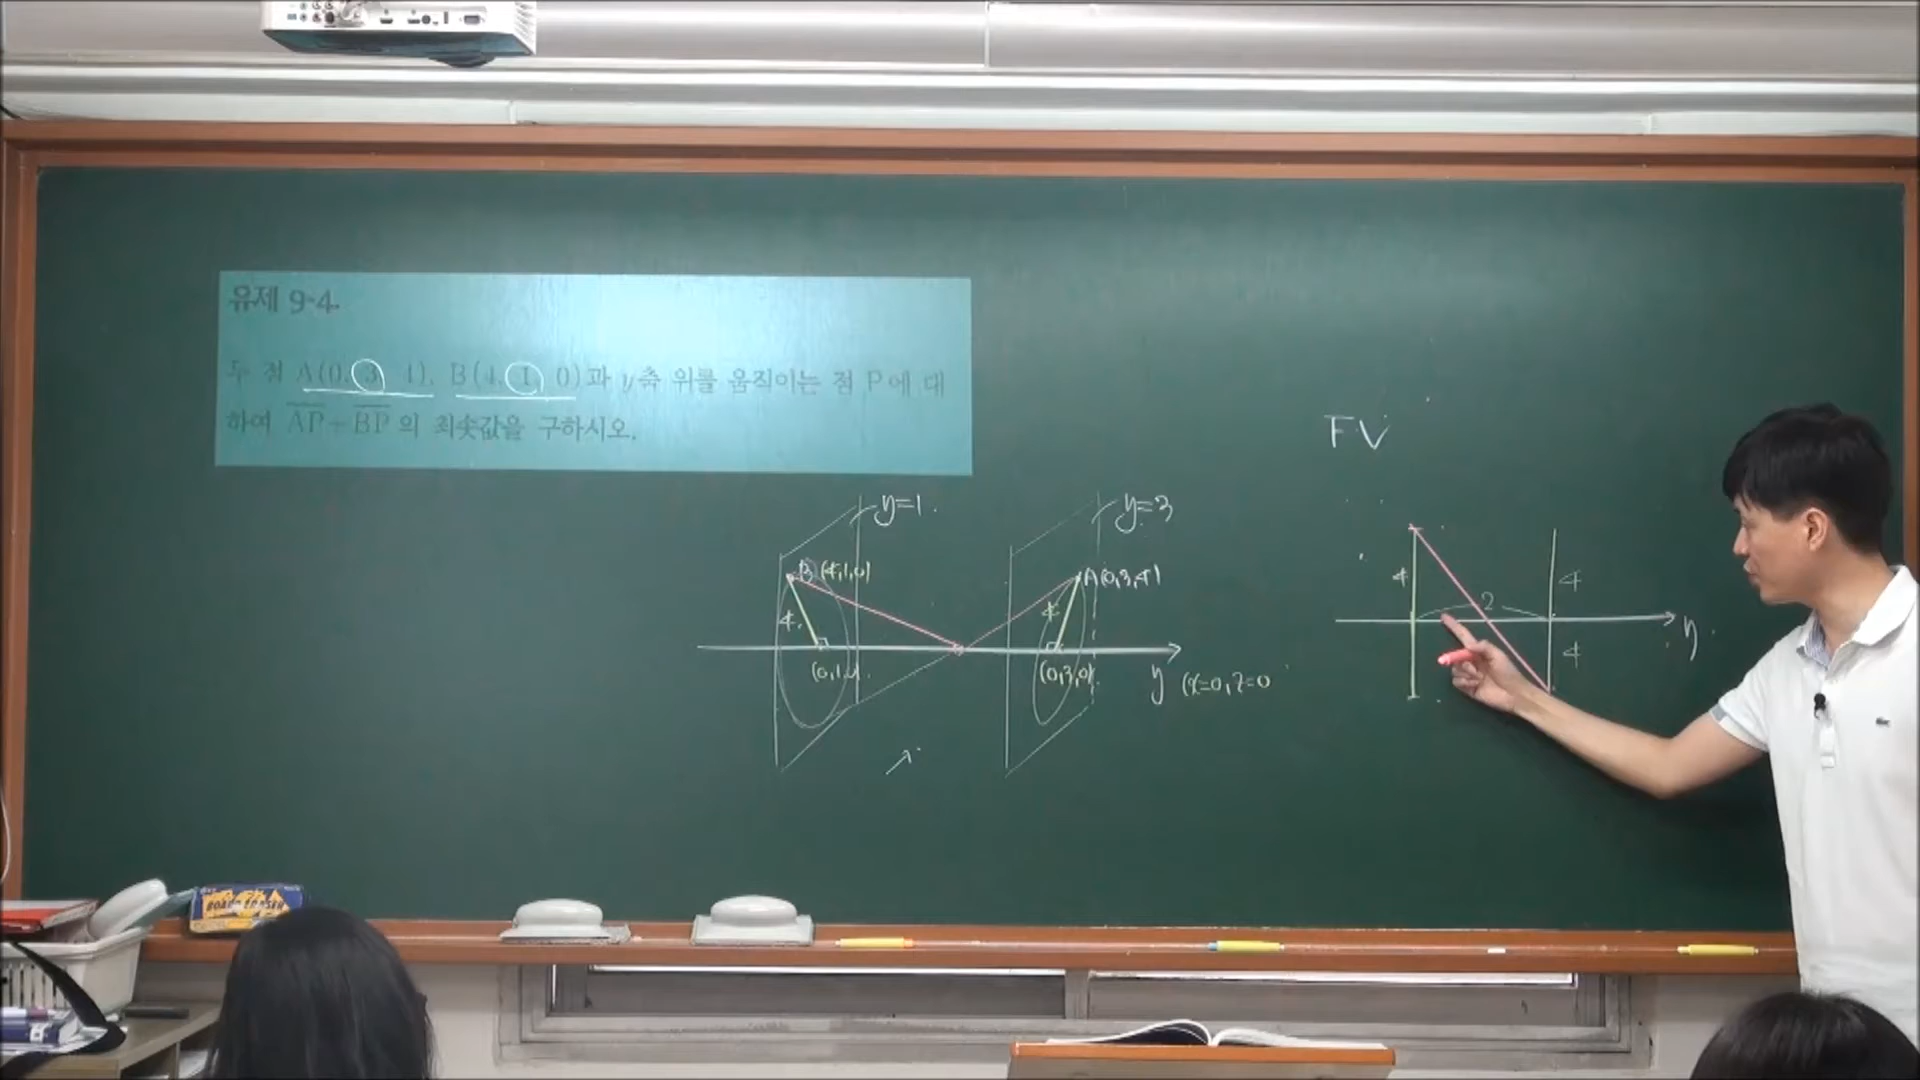 유제 9-4.
두 점 A(0, 3, 4), B(4, 1, 0)과 y축 위를 움직이는 점 P에 대
하여 AP+BP의 최솟값을 구하시오.
FV
y=1
y=3
B(4,1,0)
A(0,3,4)
4
4
(0,1,0)
(0,3,0)
y (x=0, z=0
4
2
4
4
y
BOARD ERASER